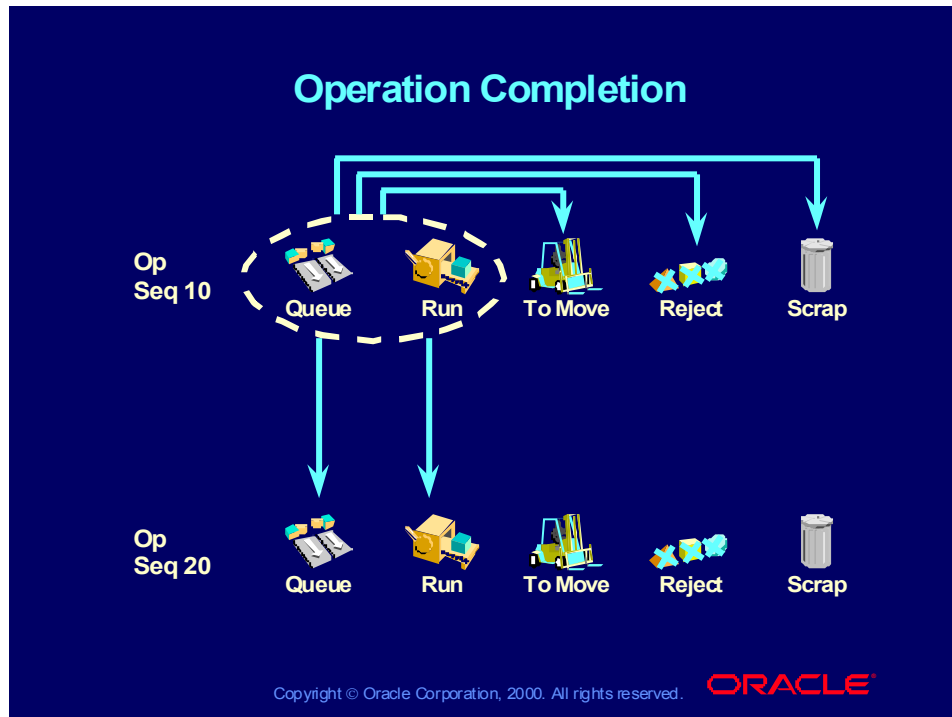 Operation Completion
Op
Seq 10
Queue Run To Move Reject Scrap
Op
Seq 20
Queue Run To Move Reject Scrap
Copyright © Oracle Corporation, 2000. All rights reserved.
ORACLE®